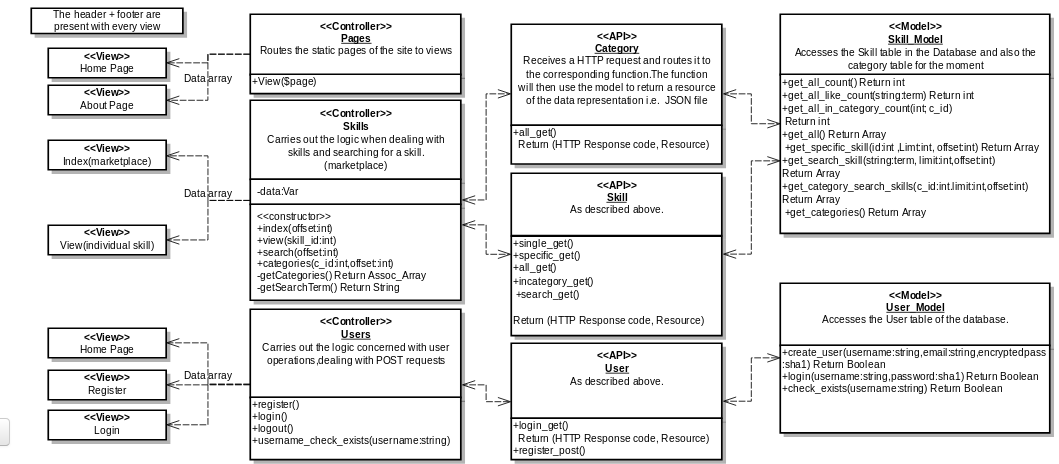 The header + footer are
present with every view
<<View>>
Home Page
<<View>>
About Page
Data array
<<View>>
Index(marketplace)
Data array
<<View>>
View(individual skill)
<<View>>
Home Page
<<View>>
Register
Data array
<<View>>
Login
<<Controller>>
Pages
Routes the static pages of the site to views
+View($page)
<<Controller>>
Skills
Carries out the logic when dealing with
skills and searching for a skill.
(marketplace)
-data:Var
<<constructor>>
+index(offset:int)
+view(skill_id:int)
+search(offset:int)
+categories(c_id:int,offset:int)
-getCategories() Return Assoc_Array
-getSearchTerm() Return String
<<Controller>>
Users
Carries out the logic concerned with user
operations,dealing with POST requests
+register()
+login()
+logout()
+username_check_exists(username:string)
<<API>>
Category
Receives a HTTP request and routes it to
the corresponding function.The function
will then use the model to return a resource
of the data representation i.e. JSON file
+all_get()
Return (HTTP Response code, Resource)
<<API>>
Skill
As described above.
+single_get()
+specific_get()
+all_get()
+incategory_get()
+search_get()
Return (HTTP Response code, Resource)
<<API>>
User
As described above.
+login_get()
Return (HTTP Response code, Resource)
+register_post()
<<Model>>
Skill_Model
Accesses the Skill table in the Database and also the
category table for the moment
+get_all_count() Return int
+get_all_like_count(string:term) Return int
+get_all_in_category_count(int; c_id)
Return int
+get_all() Return Array
+get_specific_skill(id:int ,Limt:int, offset:int) Return Array
+get_search_skill(string:term, limit:int,offset:int)
Return Array
+get_category_search_skills(c_id:int.limit:int,offset:int)
Return Array
+get_categories() Return Array
<<Model>>
User_Model
Accesses the User table of the database.
+create_user(username:string,email:string,encryptedpass
:sha1) Return Boolean
+login(username:string,password:sha1) Return Boolean
+check_exists(username:string) Return Boolean